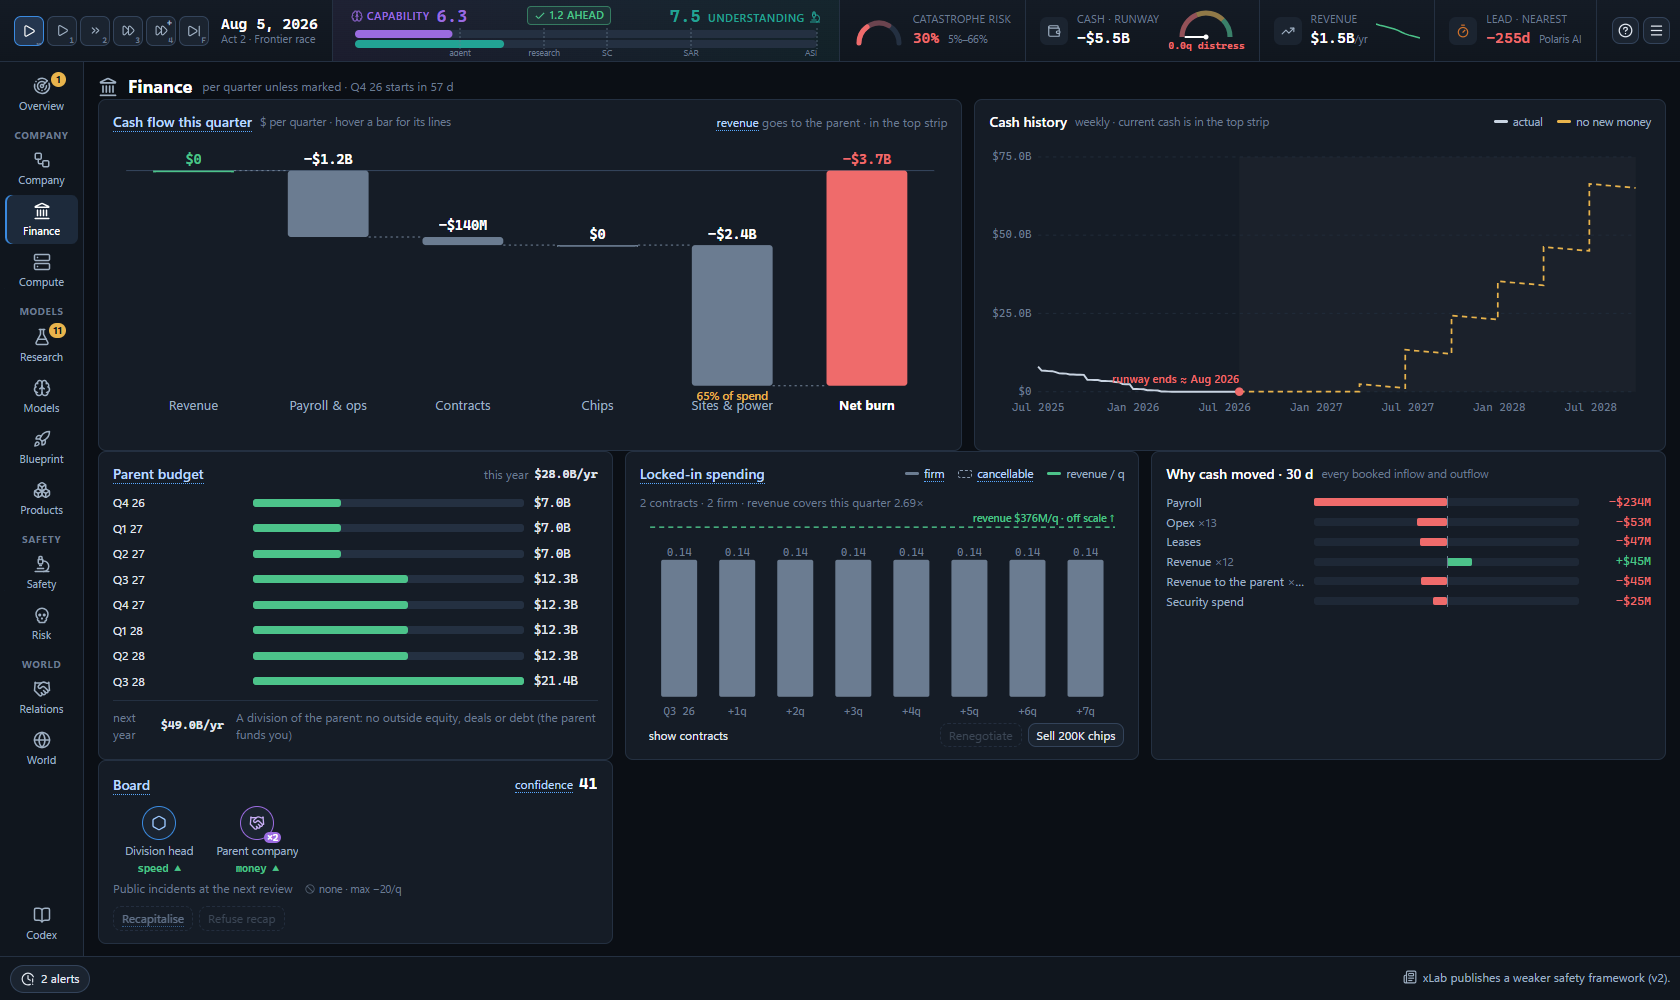 1
2
3
4
F
Aug 5, 2026
Act 2 · Frontier race
CAPABILITY 6.3
1.2 AHEAD
7.5 UNDERSTANDING
agent
research
SC
SAR
ASI
CATASTROPHE RISK
30% 5%–66%
CASH · RUNWAY
−$5.5B
0.0q distress
REVENUE
$1.5B/yr
LEAD · NEAREST
−255d Polaris AI
1
Overview
COMPANY
Company
Finance
Compute
MODELS
11
Research
Models
Blueprint
Products
SAFETY
Safety
Risk
WORLD
Relations
World
Codex
Finance per quarter unless marked · Q4 26 starts in 57 d
Cash flow this quarter $ per quarter · hover a bar for its lines
revenue goes to the parent · in the top strip
$0
−$1.2B
−$140M
$0
−$2.4B
−$3.7B
65% of spend
Revenue
Payroll & ops
Contracts
Chips
Sites & power
Net burn
Cash history weekly · current cash is in the top strip
actual
no new money
$75.0B
$50.0B
$25.0B
$0
runway ends ≈ Aug 2026
Jul 2025
Jan 2026
Jul 2026
Jan 2027
Jul 2027
Jan 2028
Jul 2028
Parent budget
this year $28.0B/yr
Q4 26 $7.0B
Q1 27 $7.0B
Q2 27 $7.0B
Q3 27 $12.3B
Q4 27 $12.3B
Q1 28 $12.3B
Q2 28 $12.3B
Q3 28 $21.4B
next year $49.0B/yr
A division of the parent: no outside equity, deals or debt (the parent
funds you)
Locked-in spending
firm
cancellable
revenue / q
2 contracts · 2 firm · revenue covers this quarter 2.69×
revenue $376M/q · off scale ↑
0.14 0.14 0.14 0.14 0.14 0.14 0.14 0.14
Q3 26 +1q +2q +3q +4q +5q +6q +7q
show contracts
Renegotiate
Sell 200K chips
Why cash moved · 30 d every booked inflow and outflow
Payroll −$234M
Opex ×13 −$53M
Leases −$47M
Revenue ×12 +$45M
Revenue to the parent ×… −$45M
Security spend −$25M
Board
confidence 41
×2
Division head
speed ▲
Parent company
money ▲
Public incidents at the next review none · max −20/q
Recapitalise
Refuse recap
2 alerts
xLab publishes a weaker safety framework (v2).